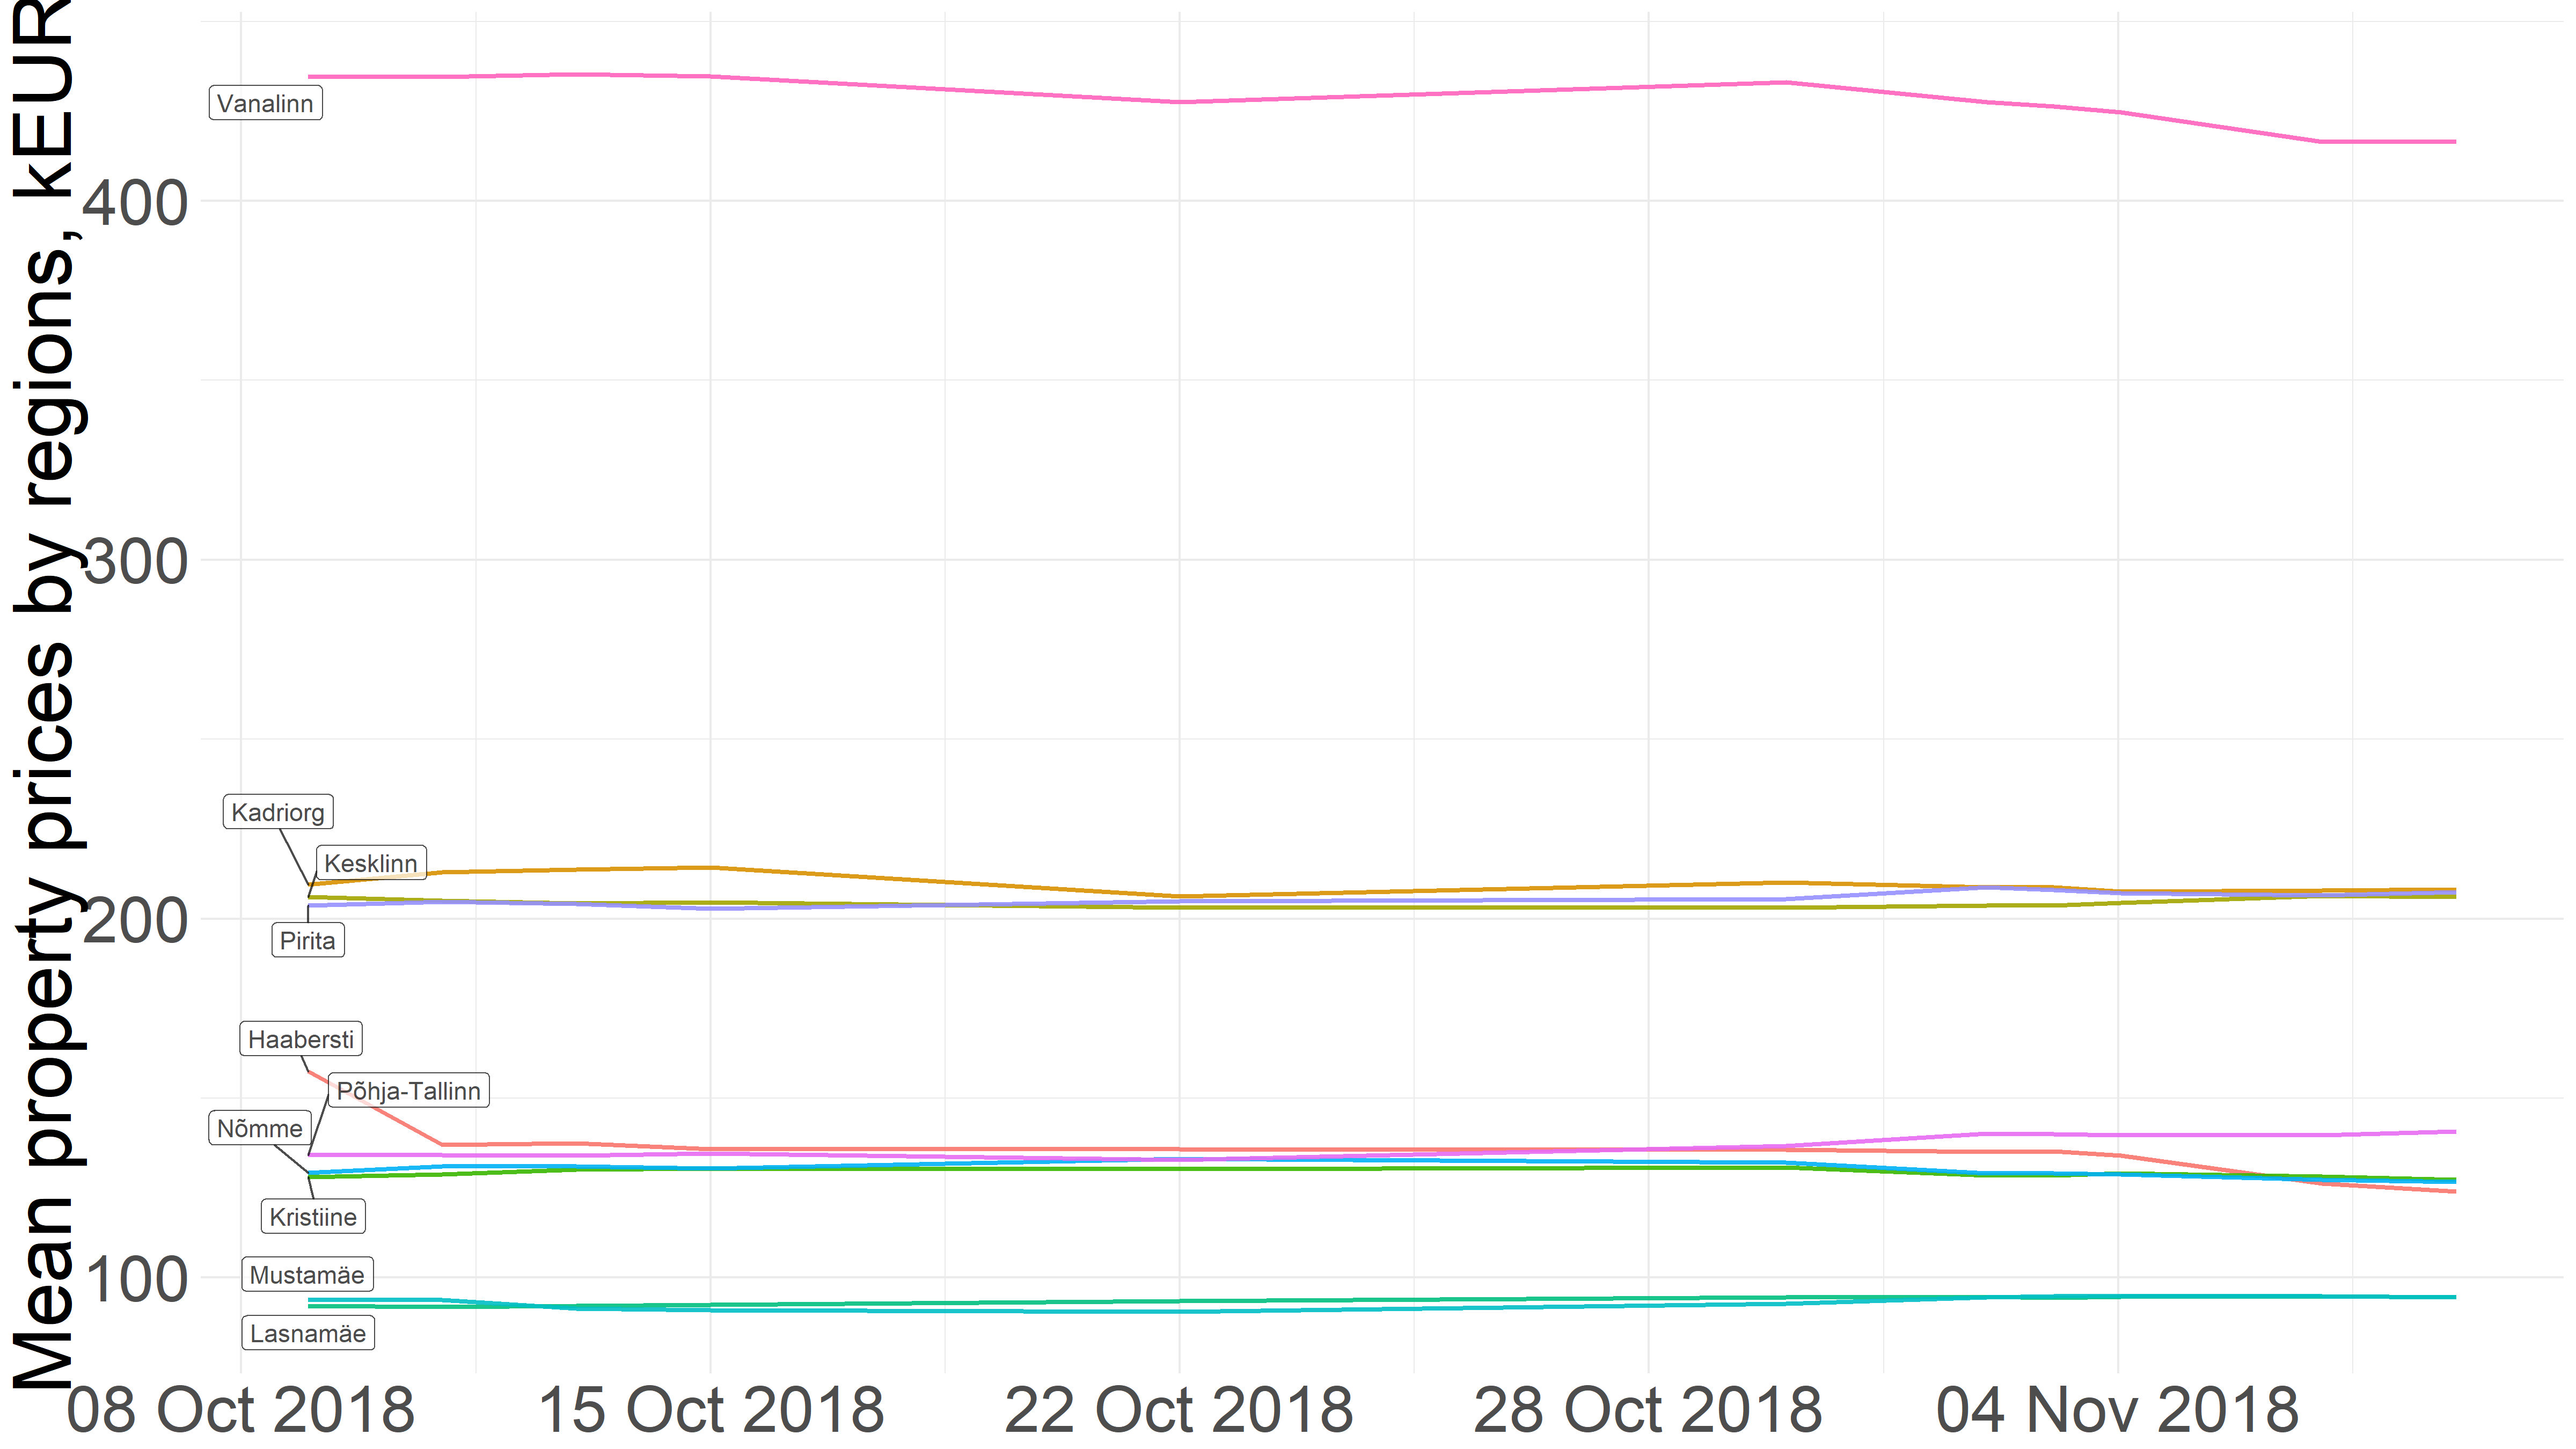 Mean property prices by regions, kEUR
400
300
200
100
Vanalinn
Kadriorg
Kesklinn
Pirita
Haabersti
Põhja-Tallinn
Nõmme
Kristiine
Mustamäe
Lasnamäe
08 Oct 2018
15 Oct 2018
22 Oct 2018
28 Oct 2018
04 Nov 2018